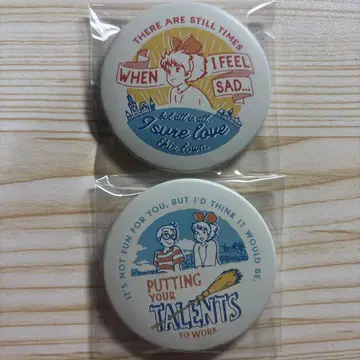 THERE ARE STILL TIMES
WHEN I FEEL
SAD...
but all in all,
I sure love
this town.
IT'S NOT FUN FOR YOU, BUT I'D THINK IT WOULD BE,
PUTTING
YOUR
TALENTS
TO WORK.